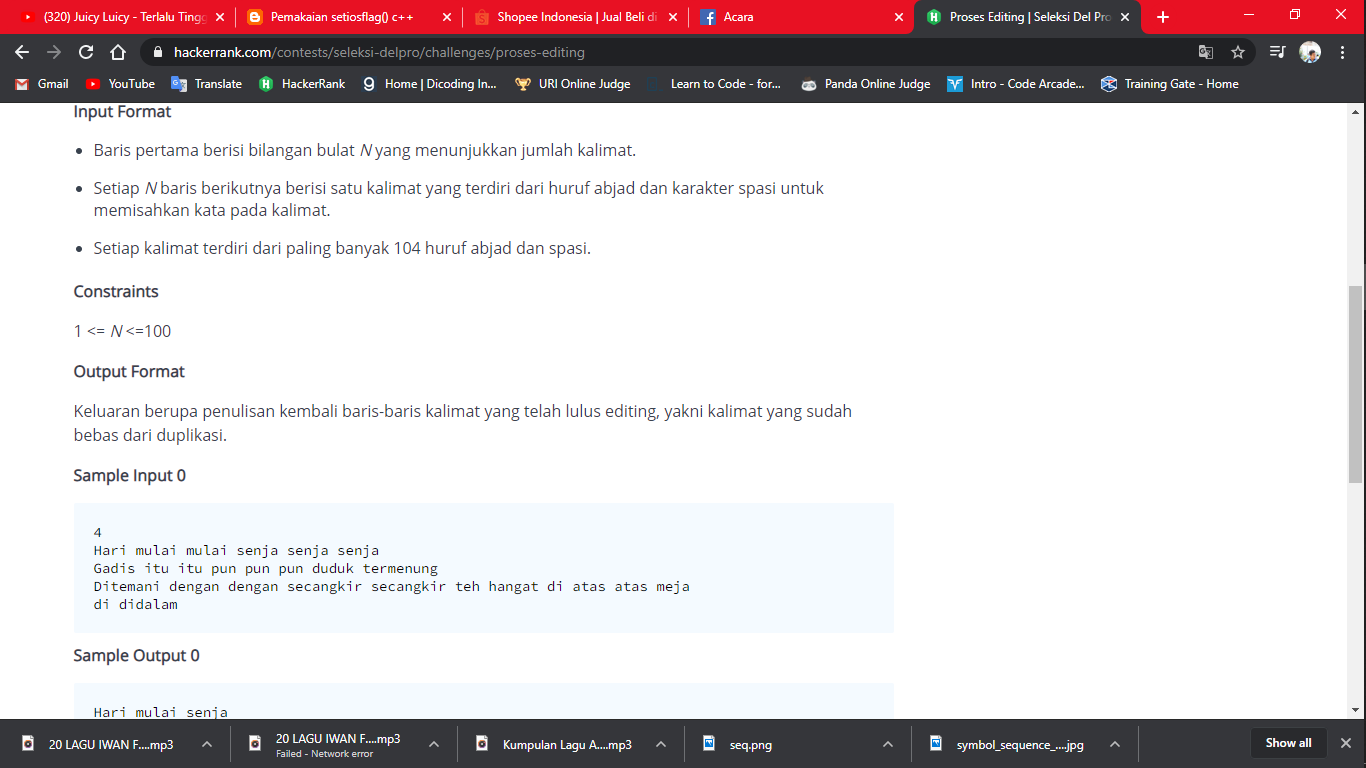 (320) Juicy Luicy - Terlalu Tingg
Pemakaian setiosflag() c++
Shopee Indonesia | Jual Beli di
Acara
Proses Editing | Seleksi Del Pro
hackerrank.com/contests/seleksi-delpro/challenges/proses-editing
Gmail
YouTube
Translate
HackerRank
Home | Dicoding In...
URI Online Judge
Learn to Code - for...
Panda Online Judge
Intro - Code Arcade...
Training Gate - Home
Input Format
• Baris pertama berisi bilangan bulat N yang menunjukkan jumlah kalimat.
• Setiap N baris berikutnya berisi satu kalimat yang terdiri dari huruf abjad dan karakter spasi untuk
memisahkan kata pada kalimat.
• Setiap kalimat terdiri dari paling banyak 104 huruf abjad dan spasi.
Constraints
1 <= N <=100
Output Format
Keluaran berupa penulisan kembali baris-baris kalimat yang telah lulus editing, yakni kalimat yang sudah
bebas dari duplikasi.
Sample Input 0
4
Hari mulai mulai senja senja senja
Gadis itu itu pun pun pun duduk termenung
Ditemani dengan dengan secangkir secangkir teh hangat di atas atas meja
di didalam
Sample Output 0
Hari mulai senja
20 LAGU IWAN F....mp3
20 LAGU IWAN F....mp3
Failed - Network error
Kumpulan Lagu A....mp3
seq.png
symbol_sequence_....jpg
Show all